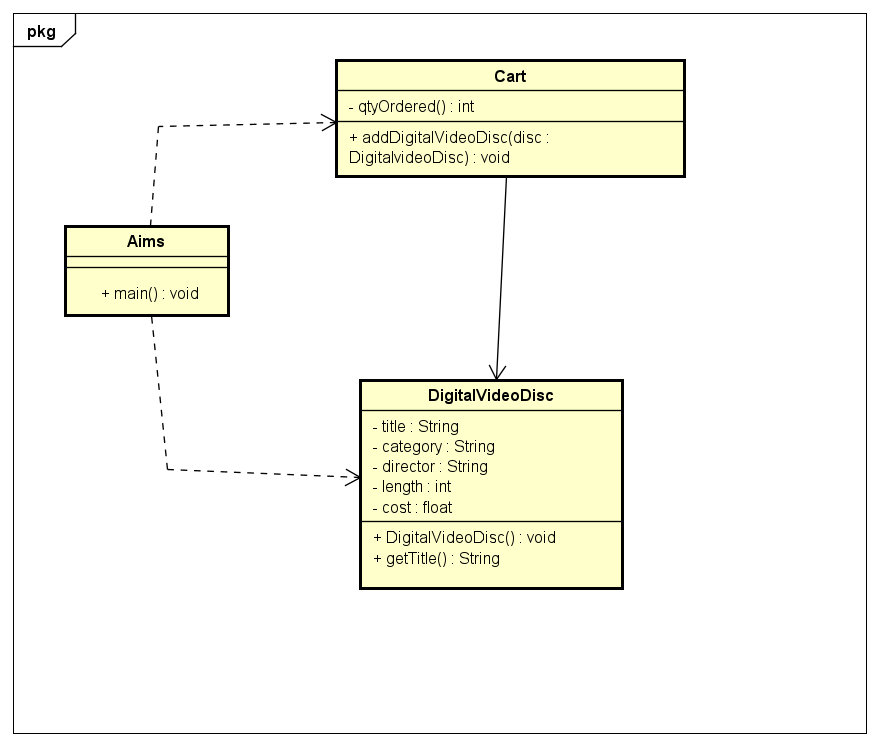 pkg
Cart
- qtyOrdered() : int
+ addDigitalVideoDisc(disc :
DigitalvideoDisc) : void
Aims
+ main() : void
DigitalVideoDisc
- title : String
- category : String
- director : String
- length : int
- cost : float
+ DigitalVideoDisc() : void
+ getTitle() : String